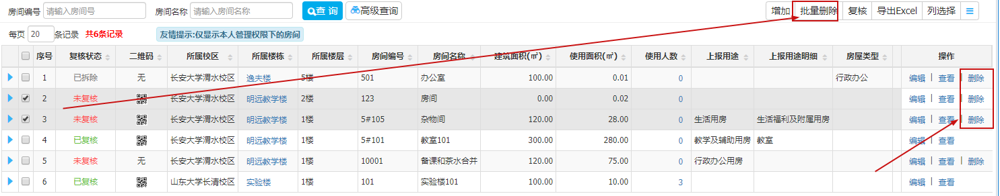 房间编号 请输入房间号 房间名称 请输入房间名称 查 询 高级查询 增加 批量删除 复核 导出Excel 列选择
每页 20 条记录 共6条记录 友情提示:仅显示本人管理权限下的房间
序号 复核状态 二维码 所属校区 所属楼栋 所属楼层 房间编号 房间名称 建筑面积(㎡) 使用面积(㎡) 使用人数 上报用途 上报用途明细 房屋类型 操作
1 已拆除 无 长安大学渭水校区 逸夫楼 5楼 501 办公室 100.00 0.01 0 行政办公 编辑 | 查看 | 删除
2 未复核 长安大学渭水校区 明远教学楼 2楼 123 房间 0.00 0.02 0 编辑 | 查看 | 删除
3 未复核 长安大学渭水校区 明远教学楼 1楼 5#105 杂物间 120.00 28.00 0 生活用房 生活福利及附属用房 编辑 | 查看 | 删除
4 已复核 长安大学渭水校区 明远教学楼 1楼 5#101 教室101 300.00 280.00 0 教学及辅助用房 教室 编辑 | 查看
5 未复核 无 长安大学渭水校区 明远教学楼 1楼 10001 备课和茶水合并 120.00 75.00 0 行政办公用房 编辑 | 查看 | 删除
6 已复核 山东大学长清校区 实验楼 1楼 101 实验楼101 100.00 10.00 3 编辑 | 查看